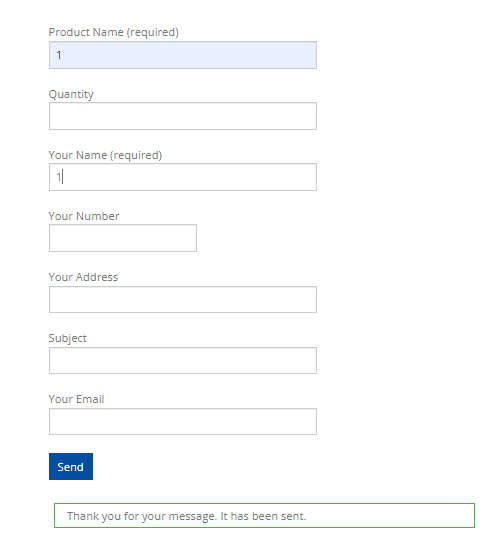 Product Name (required)
1
Quantity
Your Name (required)
1
Your Number
Your Address
Subject
Your Email
Send
Thank you for your message. It has been sent.